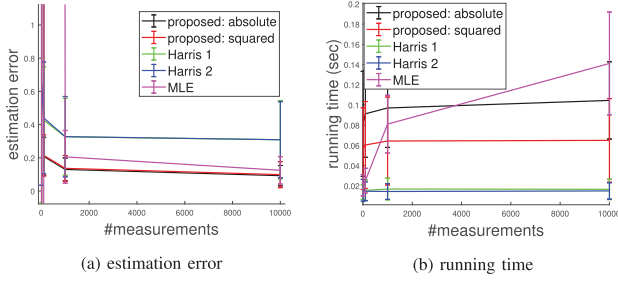 proposed: absolute
proposed: squared
Harris 1
Harris 2
MLE
estimation error
1
0.8
0.6
0.4
0.2
0
0 2000 4000 6000 8000 10000
#measurements
(a) estimation error
proposed: absolute
proposed: squared
Harris 1
Harris 2
MLE
running time (sec)
0.2
0.18
0.16
0.14
0.12
0.1
0.08
0.06
0.04
0.02
0 2000 4000 6000 8000 10000
#measurements
(b) running time